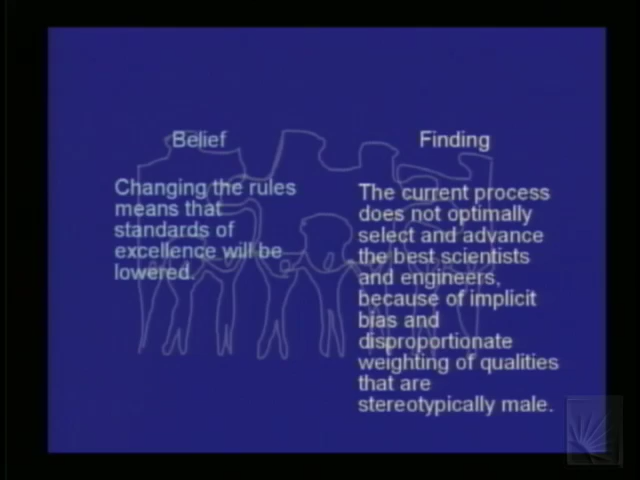 Belief
Changing the rules
means that
standards of
excellence will be
lowered.
Finding
The current process
does not optimally
select and advance
the best scientists
and engineers,
because of implicit
bias and
disproportionate
weighting of qualities
that are
stereotypically male.